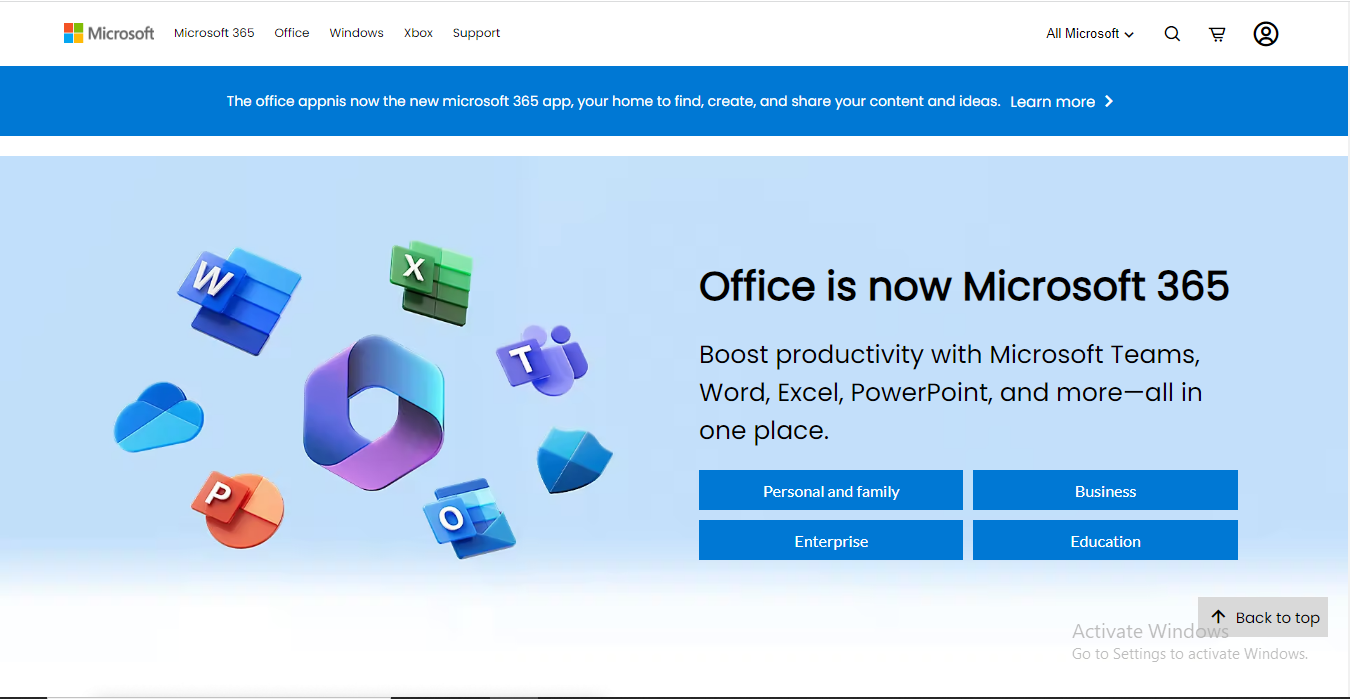 Microsoft Microsoft 365 Office Windows Xbox Support All Microsoft
The office appnis now the new microsoft 365 app, your home to find, create, and share your content and ideas. Learn more
W
X
T
P
O
Office is now Microsoft 365
Boost productivity with Microsoft Teams,
Word, Excel, PowerPoint, and more—all in
one place.
Personal and family Business
Enterprise Education
Back to top
Activate Windows
Go to Settings to activate Windows.